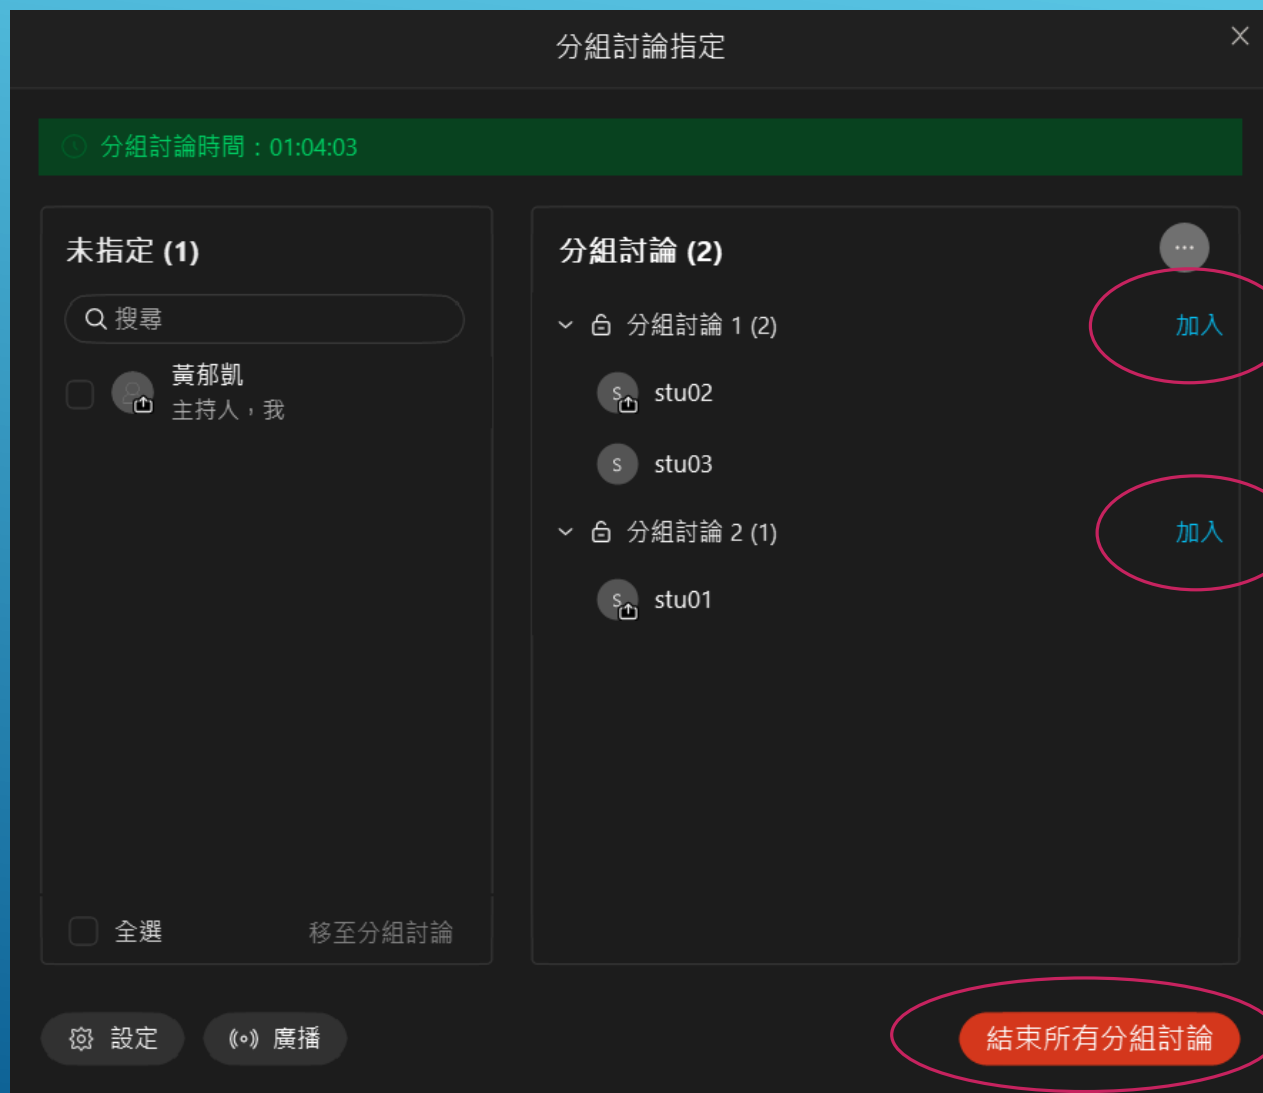 分組討論指定
分組討論時間：01:04:03
未指定 (1)
搜尋
黃郁凱
主持人，我
全選
移至分組討論
分組討論 (2)
分組討論 1 (2)
加入
S
stu02
S
stu03
分組討論 2 (1)
加入
S
stu01
設定
廣播
結束所有分組討論